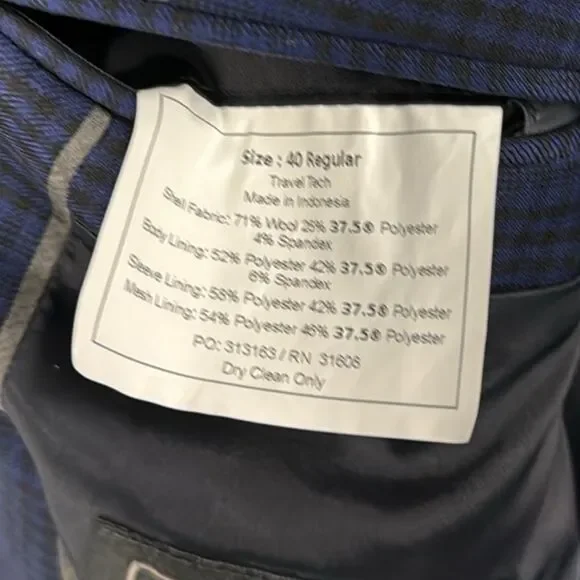 Size : 40 Regular
Travel Tech
Made in Indonesia
Shell Fabric: 71% Wool 25% 37.5® Polyester
4% Spandex
Body Lining: 52% Polyester 42% 37.5® Polyester
6% Spandex
Sleeve Lining: 58% Polyester 42% 37.5® Polyester
Mesh Lining: 54% Polyester 46% 37.5® Polyester
PO: 313163 / RN 31606
Dry Clean Only